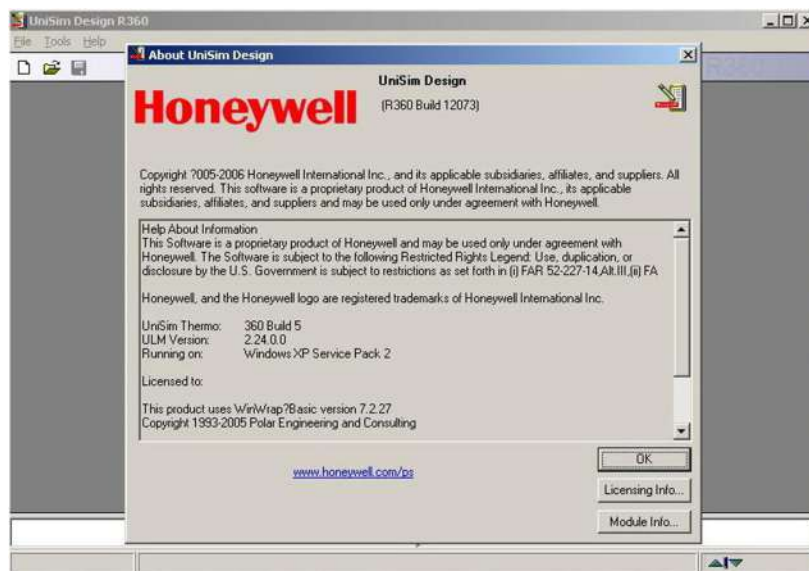 UniSim Design R360
File Tools Help
R360
About UniSim Design
Honeywell
UniSim Design
(R360 Build 12073)
Copyright ?005-2006 Honeywell International Inc., and its applicable subsidiaries, affiliates, and suppliers. All
rights reserved. This software is a proprietary product of Honeywell International Inc., its applicable
subsidiaries, affiliates, and suppliers and may be used only under agreement with Honeywell.
Help About Information
This Software is a proprietary product of Honeywell and may be used only under agreement with
Honeywell. The Software is subject to the following Restricted Rights Legend: Use, duplication, or
disclosure by the U.S. Government is subject to restrictions as set forth in (i) FAR 52-227-14,Alt.III,(ii) FA
Honeywell, and the Honeywell logo are registered trademarks of Honeywell International Inc.
UniSim Thermo: 360 Build 5
ULM Version: 2.24.0.0
Running on: Windows XP Service Pack 2
Licensed to:
This product uses WinWrap?Basic version 7.2.27
Copyright 1993-2005 Polar Engineering and Consulting
www.honeywell.com/ps
OK
Licensing Info...
Module Info...